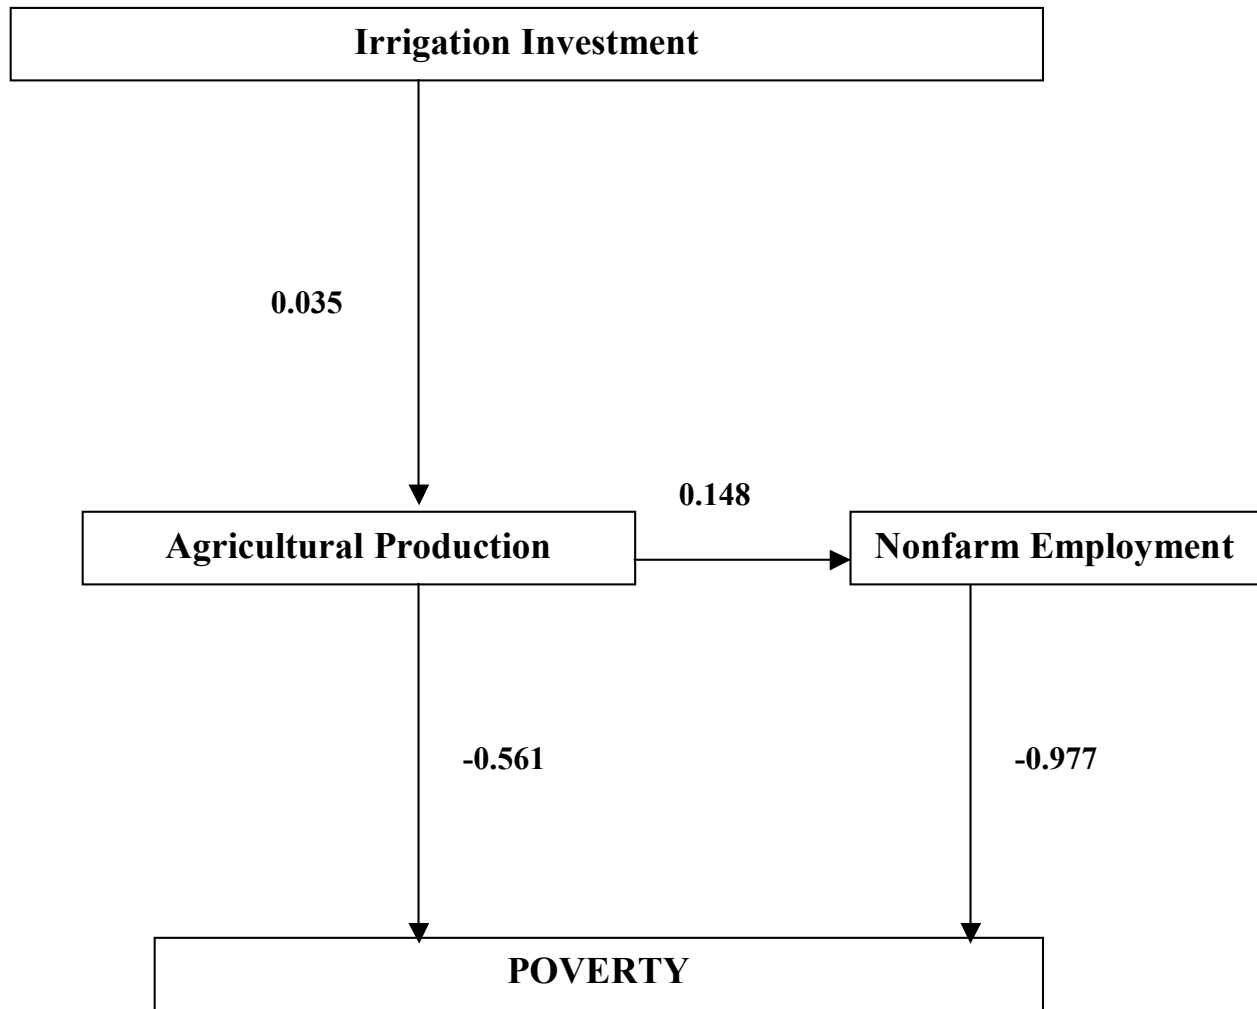 Irrigation Investment
0.035
0.148
Agricultural Production
Nonfarm Employment
-0.561
-0.977
POVERTY